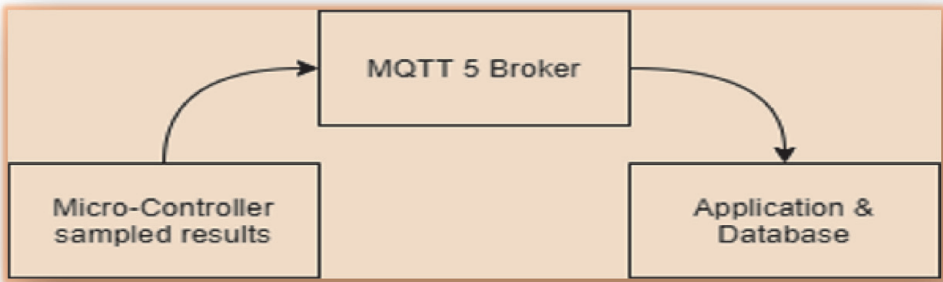 MQTT 5 Broker
Micro-Controller
sampled results
Application &
Database